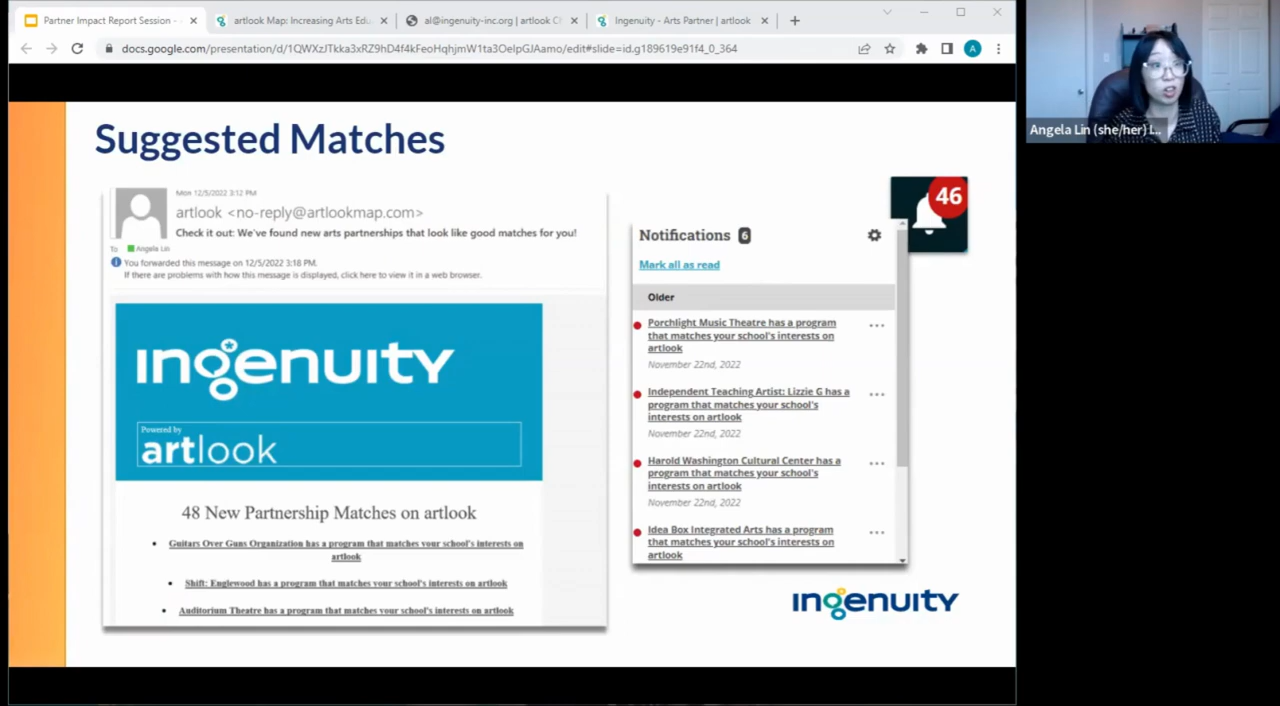 Partner Impact Report Session -
artlook Map: Increasing Arts Edu
al@ingenuity-inc.org | artlook C
Ingenuity - Arts Partner | artlook
docs.google.com/presentation/d/1QWXzJTkka3xRZ9hD4f4kFeoHqhjmW1ta3OelpGJAamo/edit#slide=id.g189619e91f4_0_364
A
Angela Lin (she/her) I...
Suggested Matches
Mon 12/5/2022 3:12 PM
artlook <no-reply@artlookmap.com>
Check it out: We've found new arts partnerships that look like good matches for you!
To Angela Lin
You forwarded this message on 12/5/2022 3:18 PM.
If there are problems with how this message is displayed, click here to view it in a web browser.
ingenuity
Powered by
artlook
48 New Partnership Matches on artlook
• Guitars Over Guns Organization has a program that matches your school's interests on
artlook
• Shift: Englewood has a program that matches your school's interests on artlook
• Auditorium Theatre has a program that matches your school's interests on artlook
46
Notifications 6
Mark all as read
Older
Porchlight Music Theatre has a program
that matches your school's interests on
artlook
November 22nd, 2022
Independent Teaching Artist: Lizzie G has a
program that matches your school's
interests on artlook
November 22nd, 2022
Harold Washington Cultural Center has a
program that matches your school's
interests on artlook
November 22nd, 2022
Idea Box Integrated Arts has a program
that matches your school's interests on
artlook
ingenuity